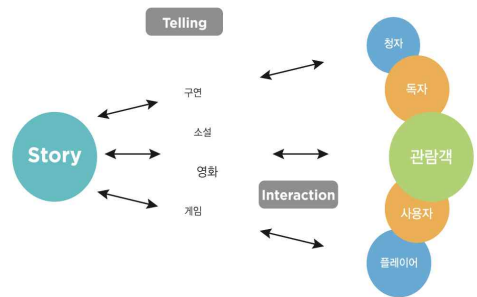 Telling
청자
구연
독자
소설
Story
관람객
영화
Interaction
게임
사용자
플레이어